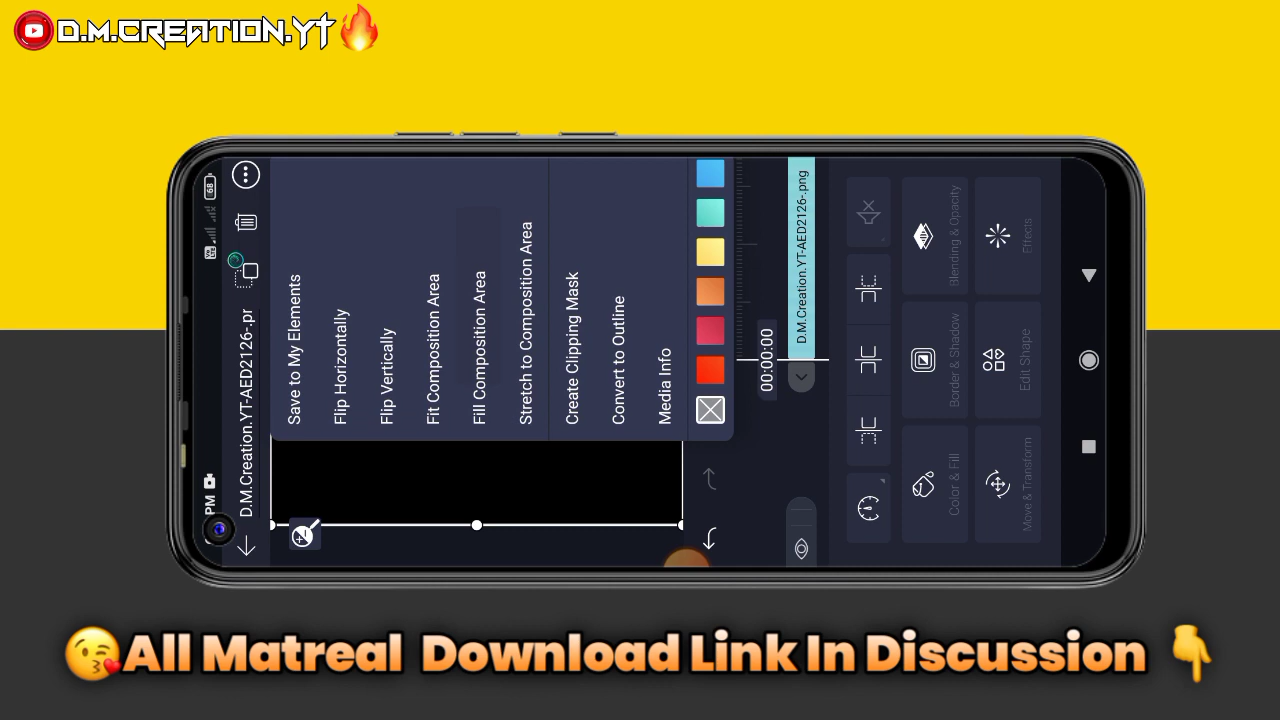 D.M.CREATION.YT
68
PM
D.M.Creation.YT-AED2126-.pr
Save to My Elements
Flip Horizontally
Flip Vertically
Fit Composition Area
Fill Composition Area
Stretch to Composition Area
Create Clipping Mask
Convert to Outline
Media Info
00:00:00
D.M.Creation.YT-AED2126-.png
Color & Fill
Border & Shadow
Blending & Opacity
Move & Transform
Edit Shape
Effects
All Matreal Download Link In Discussion